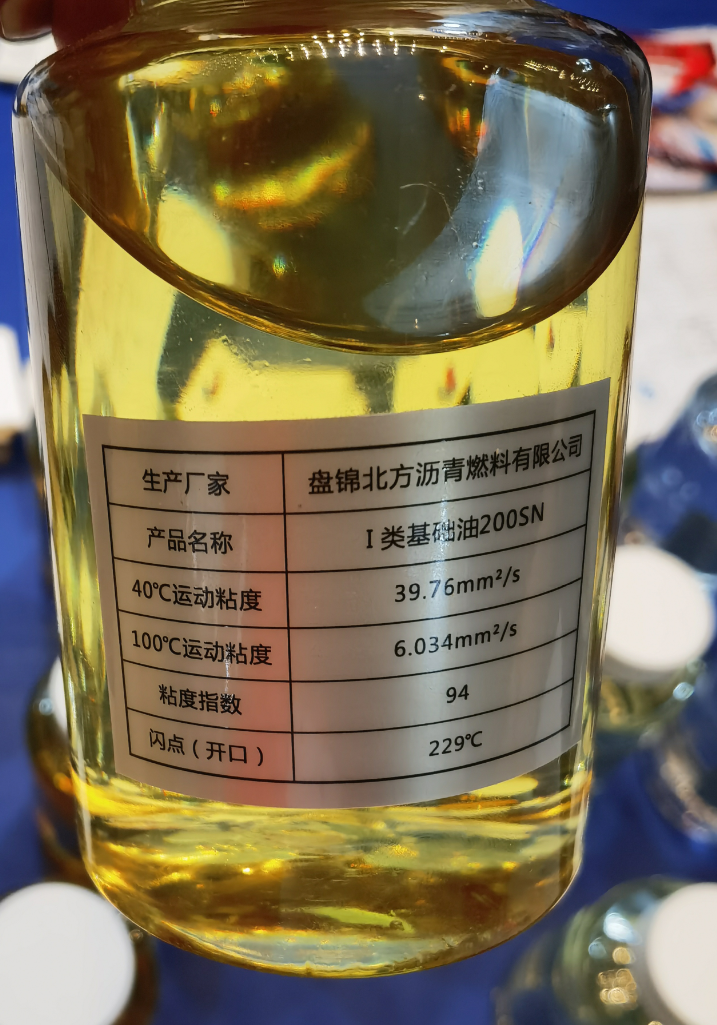 生产厂家 盘锦北方沥青燃料有限公司
产品名称 I 类基础油200SN
40℃运动粘度 39.76mm²/s
100℃运动粘度 6.034mm²/s
粘度指数 94
闪点（开口） 229℃